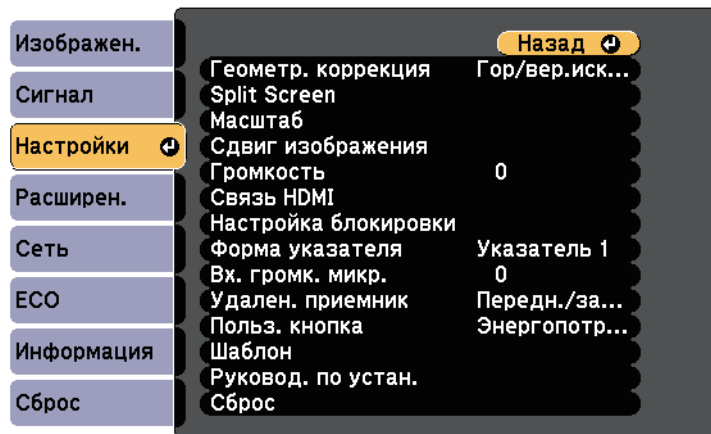 Изображен.
Сигнал
Настройки
Расширен.
Сеть
ECO
Информация
Сброс
Назад
Геометр. коррекция Гор/вер.иск...
Split Screen
Масштаб
Сдвиг изображения
Громкость 0
Связь HDMI
Настройка блокировки
Форма указателя Указатель 1
Вх. громк. микр. 0
Удален. приемник Передн./за...
Польз. кнопка Энергопотр...
Шаблон
Руковод. по устан.
Сброс